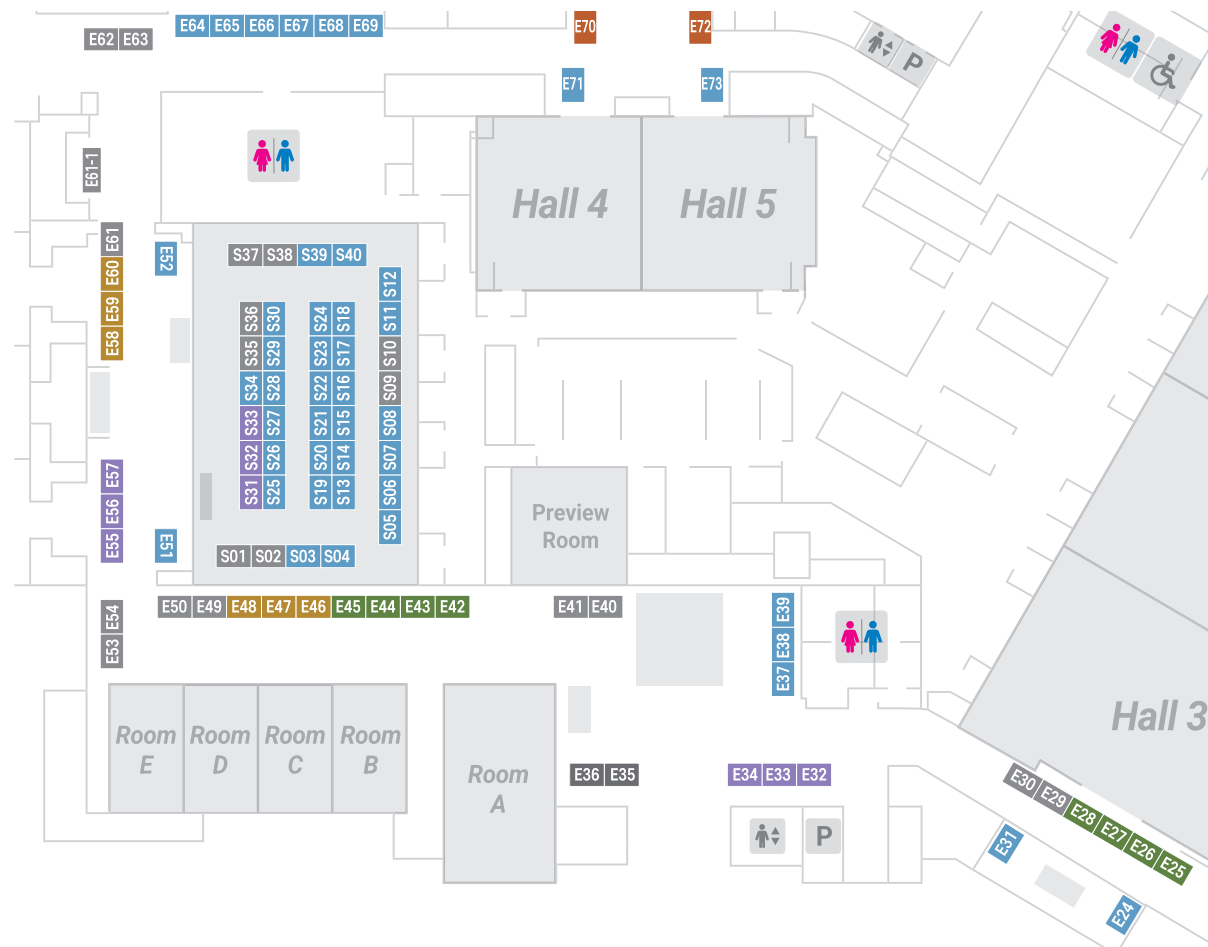 E62 E63
E64 E65 E66 E67 E68 E69
E70
E72
E71
E73
P
E61-1
Hall 4
Hall 5
E61
E60
E59
E58
E52
S37 S38 S39 S40
S12
S11
S10
S09
S08
S07
S06
S05
S36 S30
S35 S29
S34 S28
S33 S27
S32 S26
S31 S25
S24 S18
S23 S17
S22 S16
S21 S15
S20 S14
S19 S13
E57
E56
E55
E51
S01 S02 S03 S04
Preview
Room
E50 E49 E48 E47 E46 E45 E44 E43 E42
E41 E40
E39
E38
E37
E54
E53
Room
E
Room
D
Room
C
Room
B
Room
A
Hall 3
E36 E35
E34 E33 E32
P
E30 E29 E28 E27 E26 E25
E31
E24